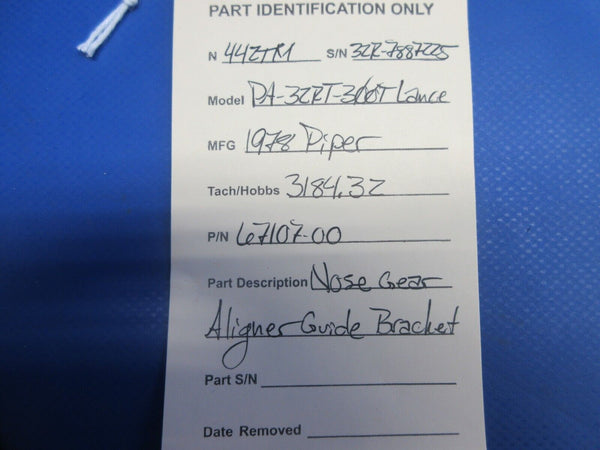 PART IDENTIFICATION ONLY
N 442TM S/N 32R-7887225
Model PA-32RT-300T Lance
MFG 1978 Piper
Tach/Hobbs 3184.32
P/N 67107-00
Part Description Nose Gear
Aligner Guide Bracket
Part S/N
Date Removed